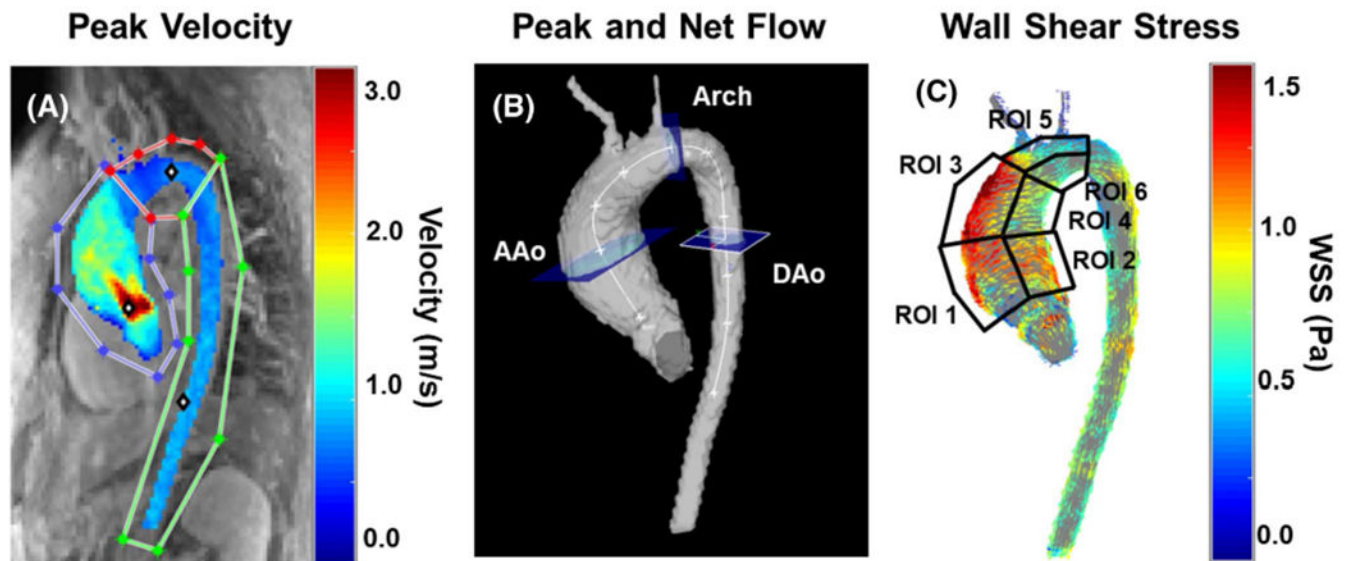 Peak Velocity
Peak and Net Flow
Wall Shear Stress
(A)
3.0
2.0
1.0
0.0
Velocity (m/s)
(B)
Arch
AAo
DAo
(C)
ROI 5
ROI 3
ROI 6
ROI 4
ROI 2
ROI 1
1.5
1.0
0.5
0.0
WSS (Pa)